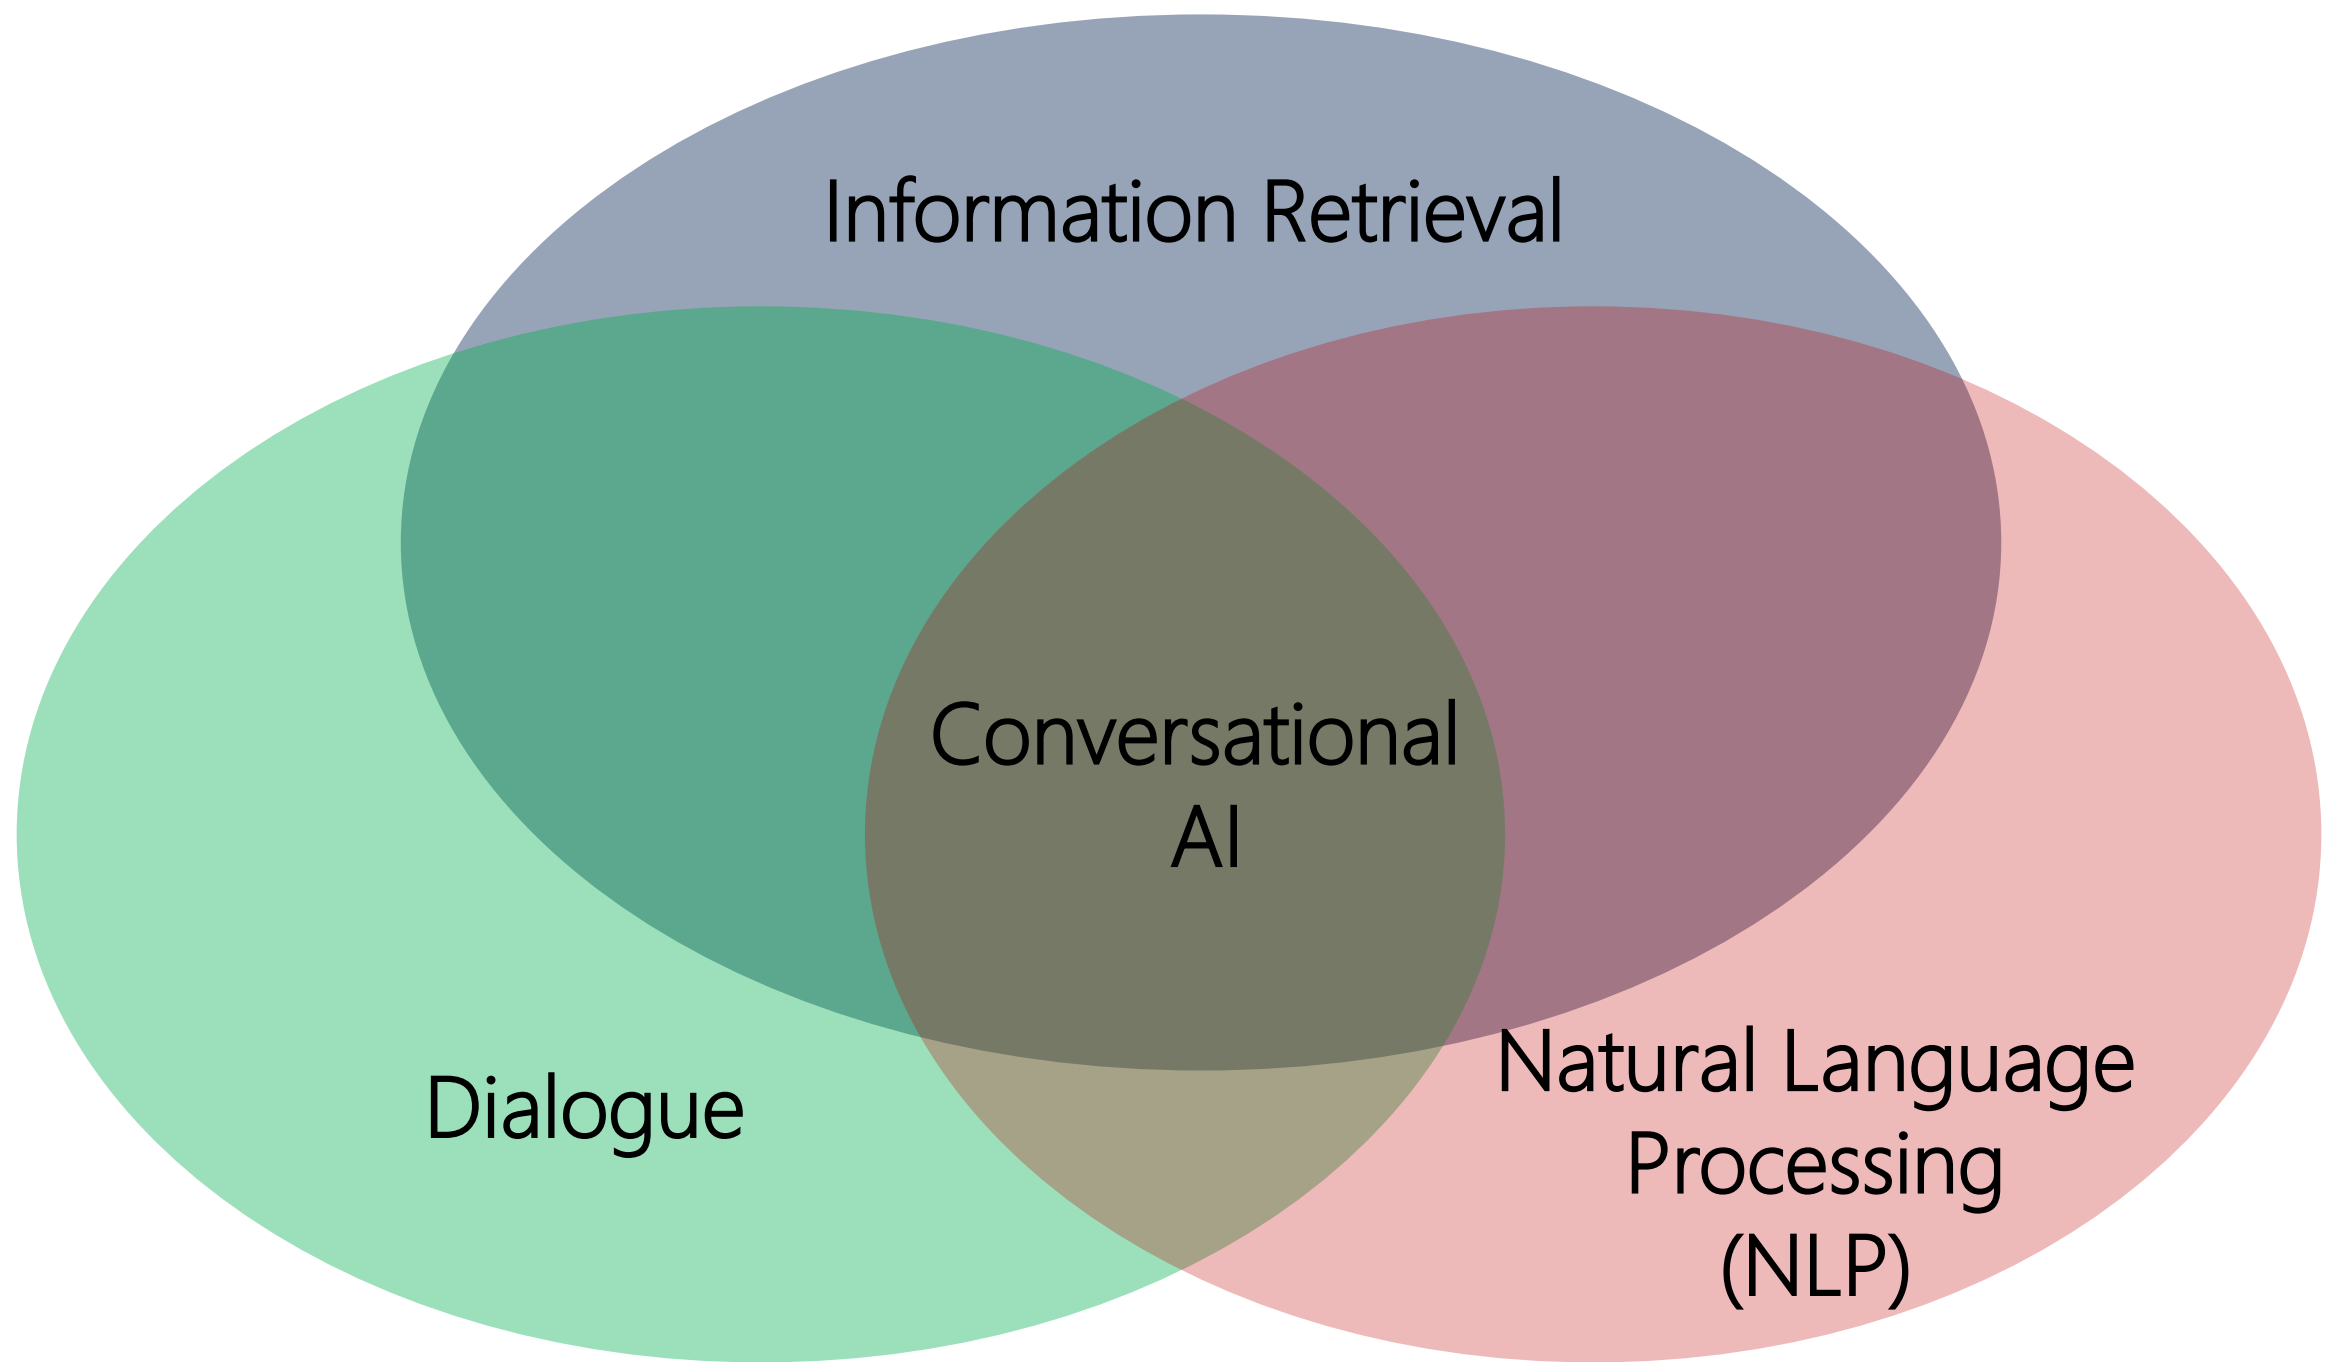 Information Retrieval
Conversational
AI
Dialogue
Natural Language
Processing
(NLP)